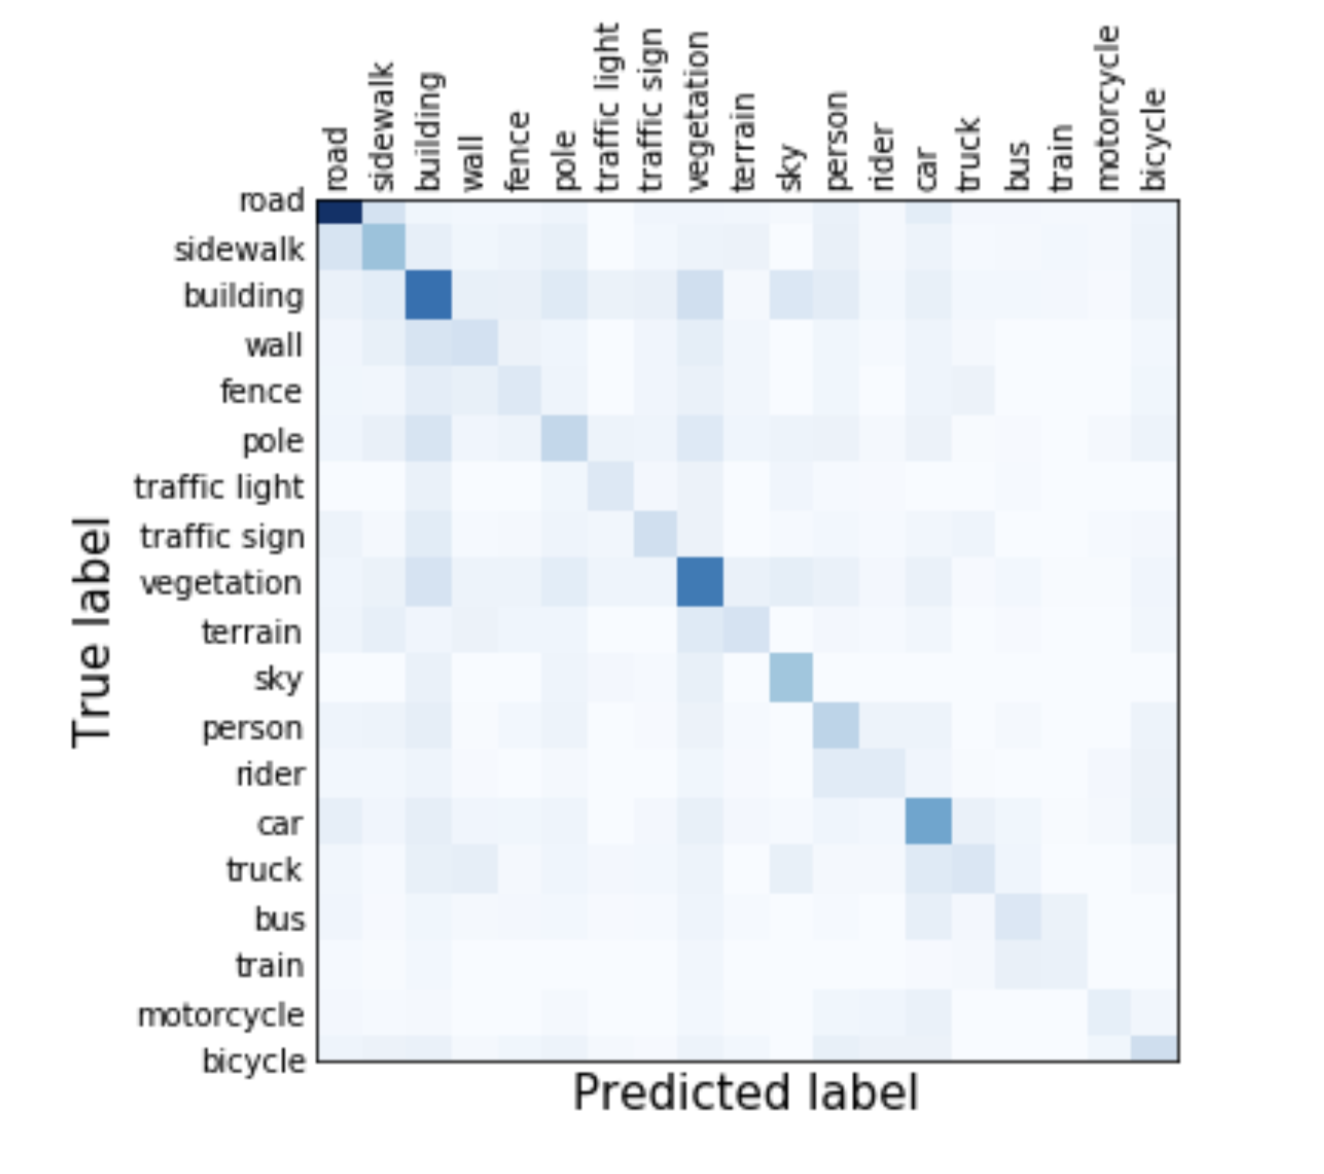 road
sidewalk
building
wall
fence
pole
traffic light
traffic sign
vegetation
terrain
sky
person
rider
car
truck
bus
train
motorcycle
bicycle
True label
road
sidewalk
building
wall
fence
pole
traffic light
traffic sign
vegetation
terrain
sky
person
rider
car
truck
bus
train
motorcycle
bicycle
Predicted label